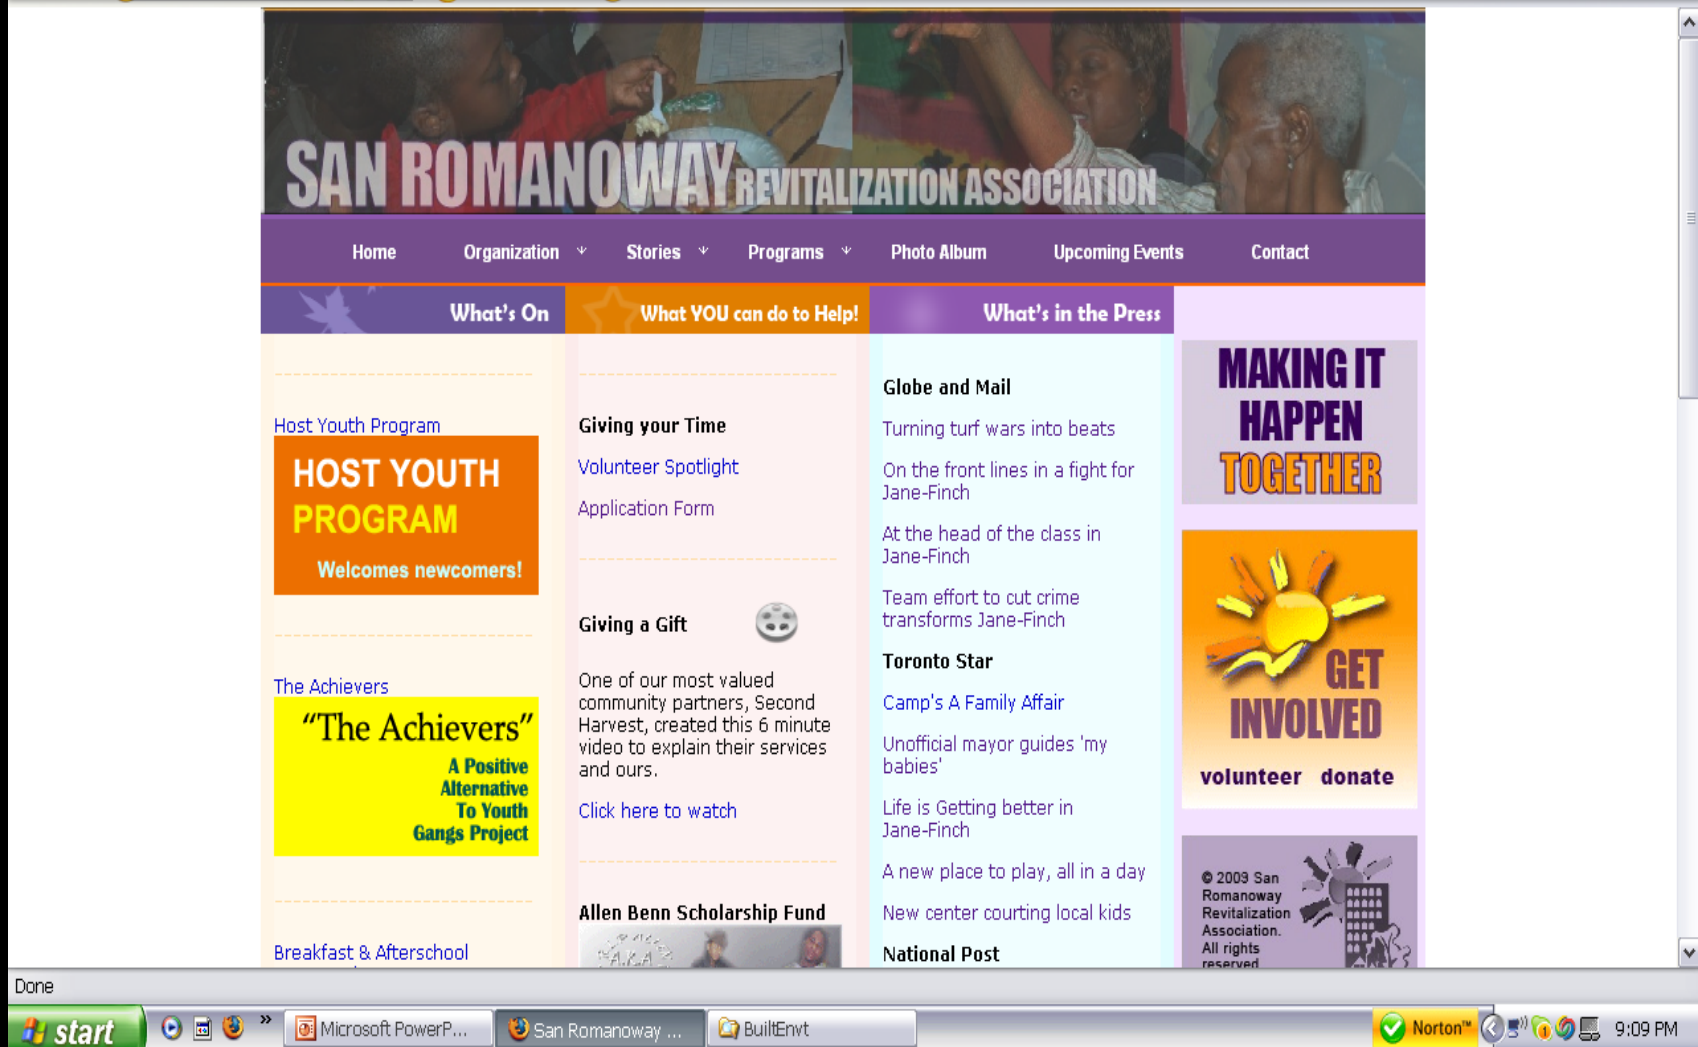 SAN ROMANOWAY REVITALIZATION ASSOCIATION
Home Organization Stories Programs Photo Album Upcoming Events Contact
What's On
What YOU can do to Help!
What's in the Press
Host Youth Program
HOST YOUTH
PROGRAM
Welcomes newcomers!
The Achievers
"The Achievers"
A Positive
Alternative
To Youth
Gangs Project
Breakfast & Afterschool
Giving your Time
Volunteer Spotlight
Application Form
Giving a Gift
One of our most valued
community partners, Second
Harvest, created this 6 minute
video to explain their services
and ours.
Click here to watch
Allen Benn Scholarship Fund
A.K.A
Globe and Mail
Turning turf wars into beats
On the front lines in a fight for
Jane-Finch
At the head of the class in
Jane-Finch
Team effort to cut crime
transforms Jane-Finch
Toronto Star
Camp's A Family Affair
Unofficial mayor guides 'my
babies'
Life is Getting better in
Jane-Finch
A new place to play, all in a day
New center courting local kids
National Post
MAKING IT
HAPPEN
TOGETHER
GET
INVOLVED
volunteer donate
© 2003 San
Romanoway
Revitalization
Association.
All rights
reserved
Done
start
Microsoft PowerP...
San Romanoway ...
BuiltEnvt
Norton™
9:09 PM